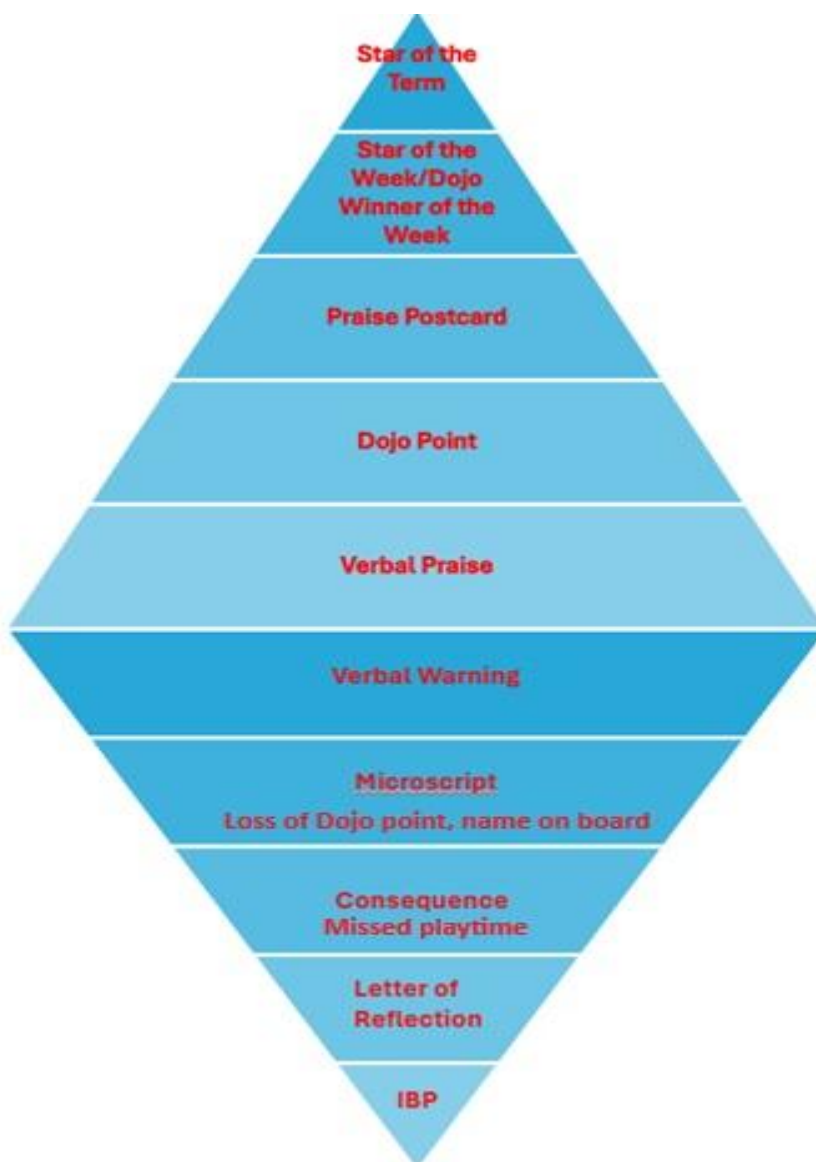 Star of the
Term
Star of the
Week/Dojo
Winner of the
Week
Praise Postcard
Dojo Point
Verbal Praise
Verbal Warning
Microscript
Loss of Dojo point, name on board
Consequence
Missed playtime
Letter of
Reflection
IBP